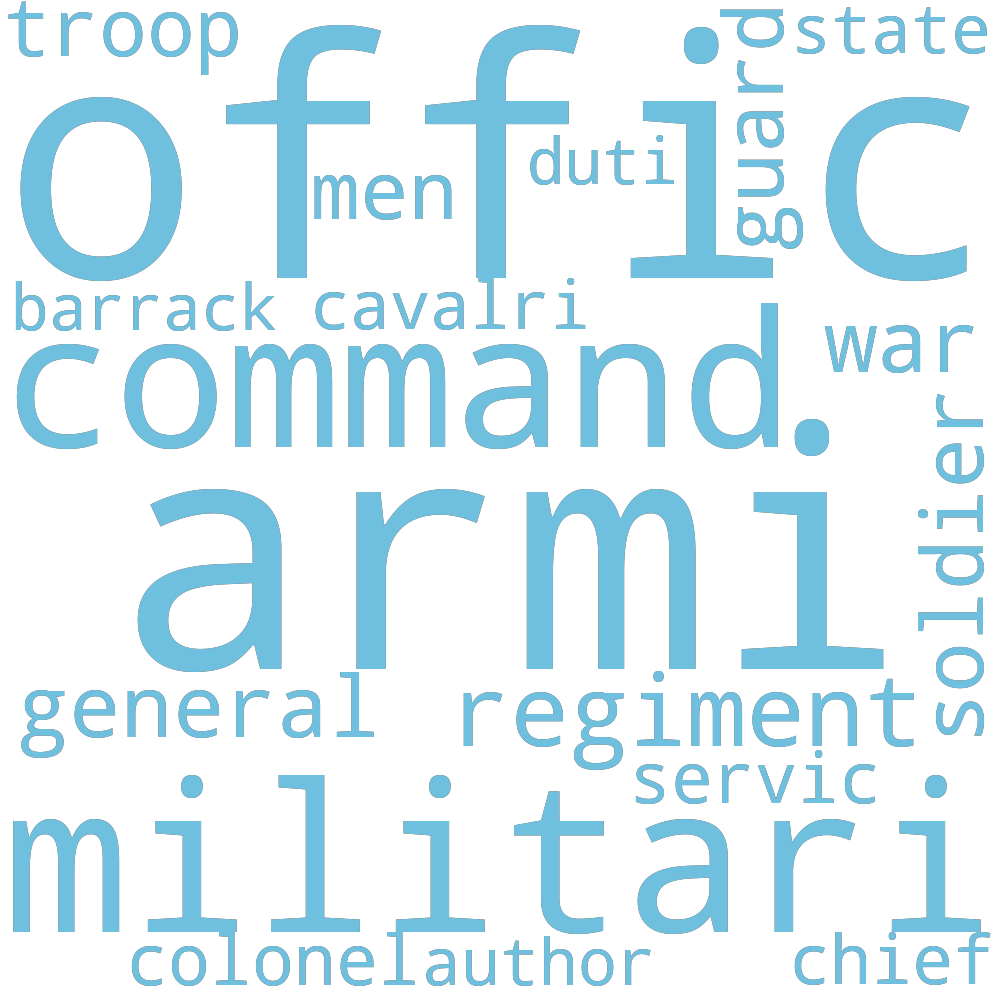 troop
state
offic
guard
duti
men
barrack
cavalri
command
war
armi
soldier
general
regiment
servic
militari
colonel
author
chief